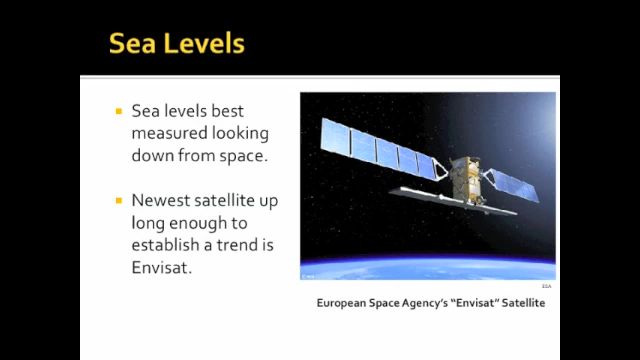 Sea Levels
Sea levels best
measured looking
down from space.
Newest satellite up
long enough to
establish a trend is
Envisat.
ESA
European Space Agency's "Envisat" Satellite